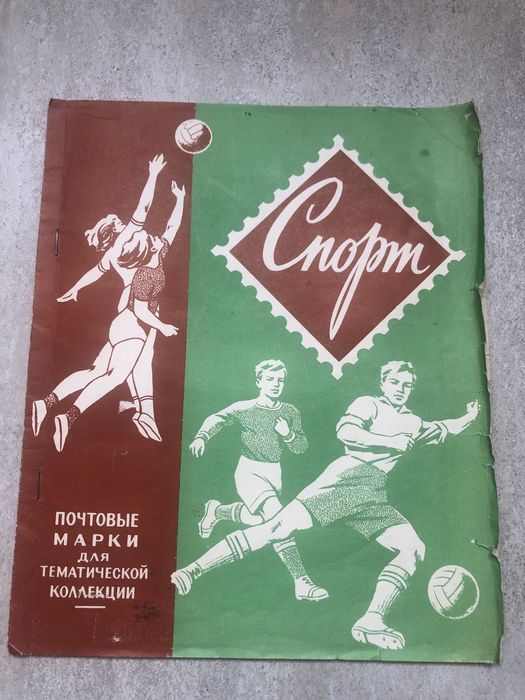 Спорт
ПОЧТОВЫЕ
МАРКИ
ДЛЯ
ТЕМАТИЧЕСКОЙ
КОЛЛЕКЦИИ